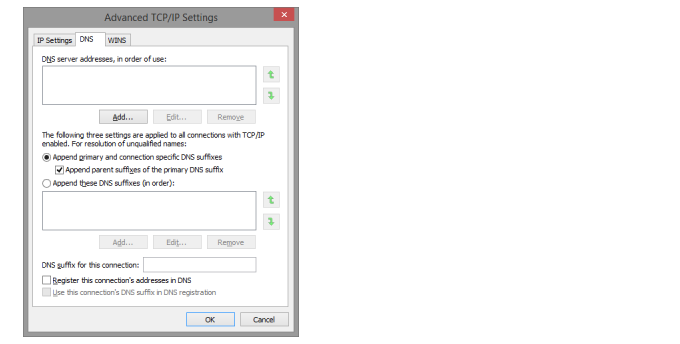 Advanced TCP/IP Settings
IP Settings DNS WINS
DNS server addresses, in order of use:
Add... Edit... Remove
The following three settings are applied to all connections with TCP/IP
enabled. For resolution of unqualified names:
Append primary and connection specific DNS suffixes
Append parent suffixes of the primary DNS suffix
Append these DNS suffixes (in order):
Add... Edit... Remove
DNS suffix for this connection:
Register this connection's addresses in DNS
Use this connection's DNS suffix in DNS registration
OK Cancel